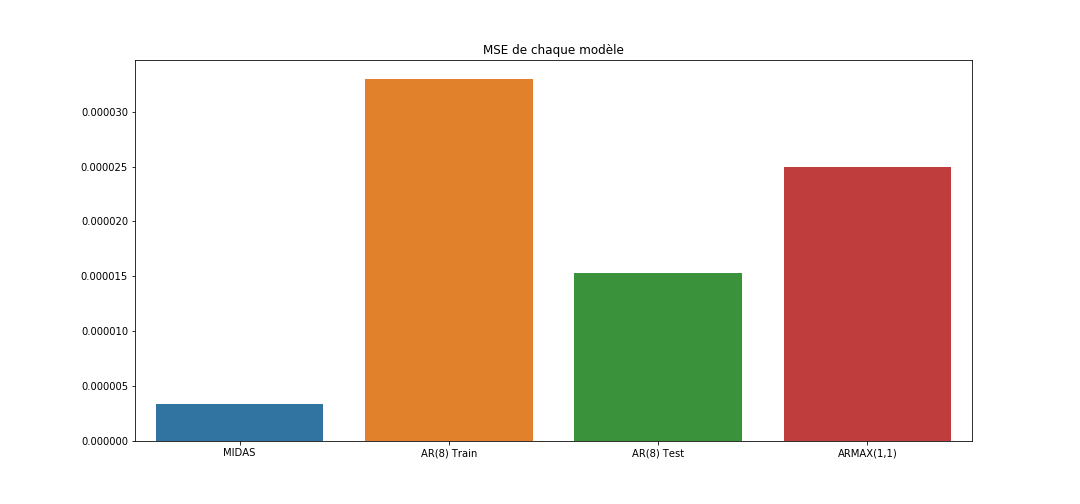 MSE de chaque modèle
0.000030
0.000025
0.000020
0.000015
0.000010
0.000005
0.000000
MIDAS
AR(8) Train
AR(8) Test
ARMAX(1,1)